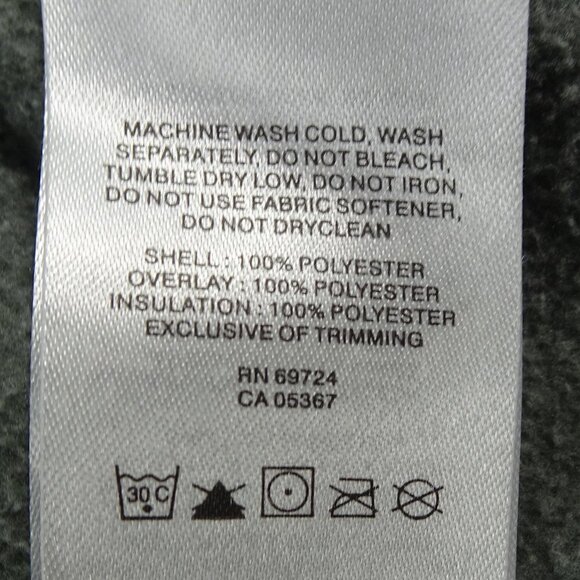 MACHINE WASH COLD, WASH
SEPARATELY, DO NOT BLEACH,
TUMBLE DRY LOW, DO NOT IRON,
DO NOT USE FABRIC SOFTENER,
DO NOT DRYCLEAN
SHELL : 100% POLYESTER
OVERLAY : 100% POLYESTER
INSULATION : 100% POLYESTER
EXCLUSIVE OF TRIMMING
RN 69724
CA 05367
30 C